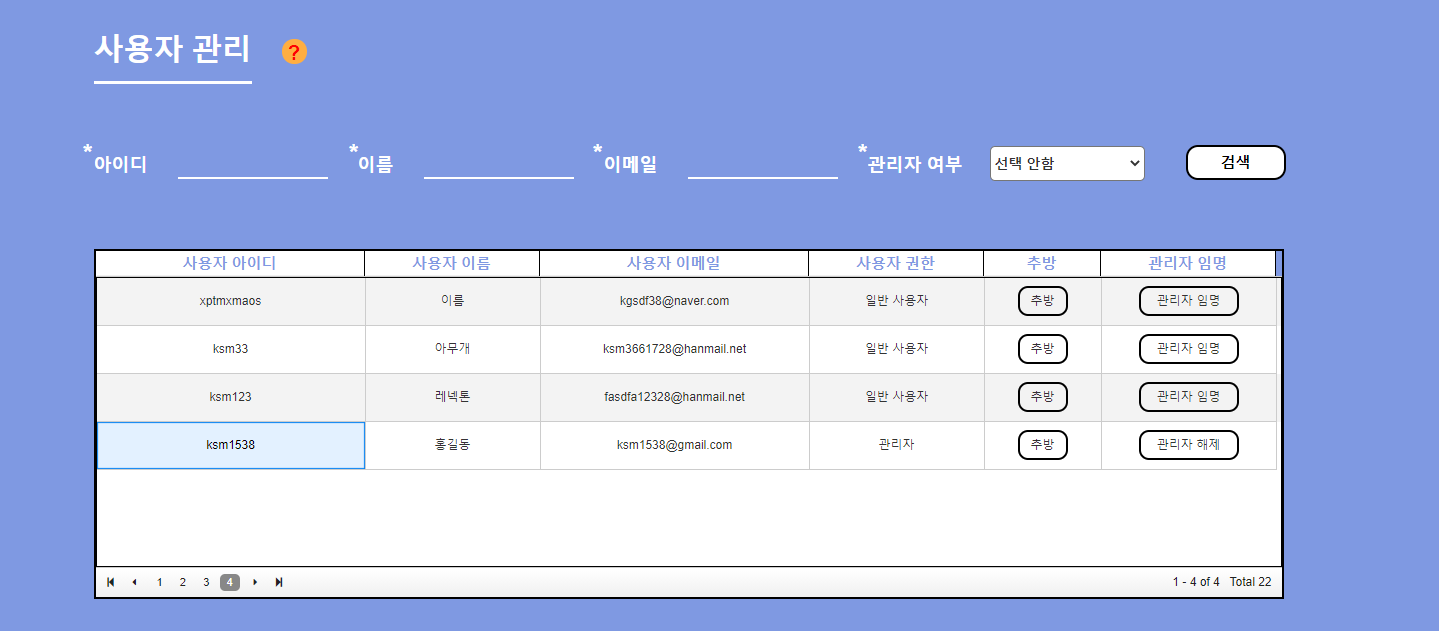 사용자 관리 ?
*아이디 *이름 *이메일 *관리자 여부 선택 안함 검색
사용자 아이디 사용자 이름 사용자 이메일 사용자 권한 추방 관리자 임명
xptmxmaos 이름 kgsdf38@naver.com 일반 사용자 추방 관리자 임명
ksm33 아무개 ksm3661728@hanmail.net 일반 사용자 추방 관리자 임명
ksm123 레넥톤 fasdfa12328@hanmail.net 일반 사용자 추방 관리자 임명
ksm1538 홍길동 ksm1538@gmail.com 관리자 추방 관리자 해제
1 2 3 4 1 - 4 of 4 Total 22